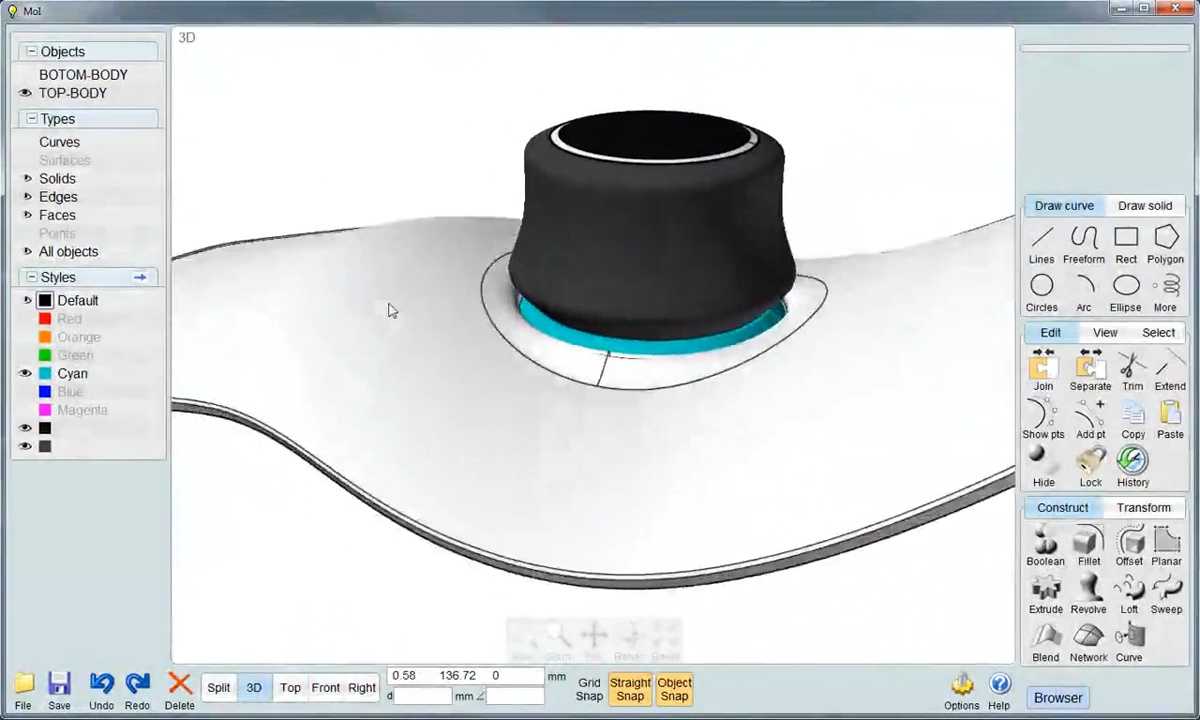 MoI
3D
Objects
BOTOM-BODY
TOP-BODY
Types
Curves
Surfaces
Solids
Edges
Faces
Points
All objects
Styles
Default
Red
Orange
Green
Cyan
Blue
Magenta
Draw curve Draw solid
Lines Freeform Rect Polygon
Circles Arc Ellipse More
Edit View Select
Join Separate Trim Extend
Show pts Add pt Copy Paste
Hide Lock History
Construct Transform
Boolean Fillet Offset Planar
Extrude Revolve Loft Sweep
Blend Network Curve
File Save Undo Redo Delete
Split 3D Top Front Right
0.58 136.72 0 mm
d mm
Grid Snap
Straight Snap
Object Snap
Options Help
Browser